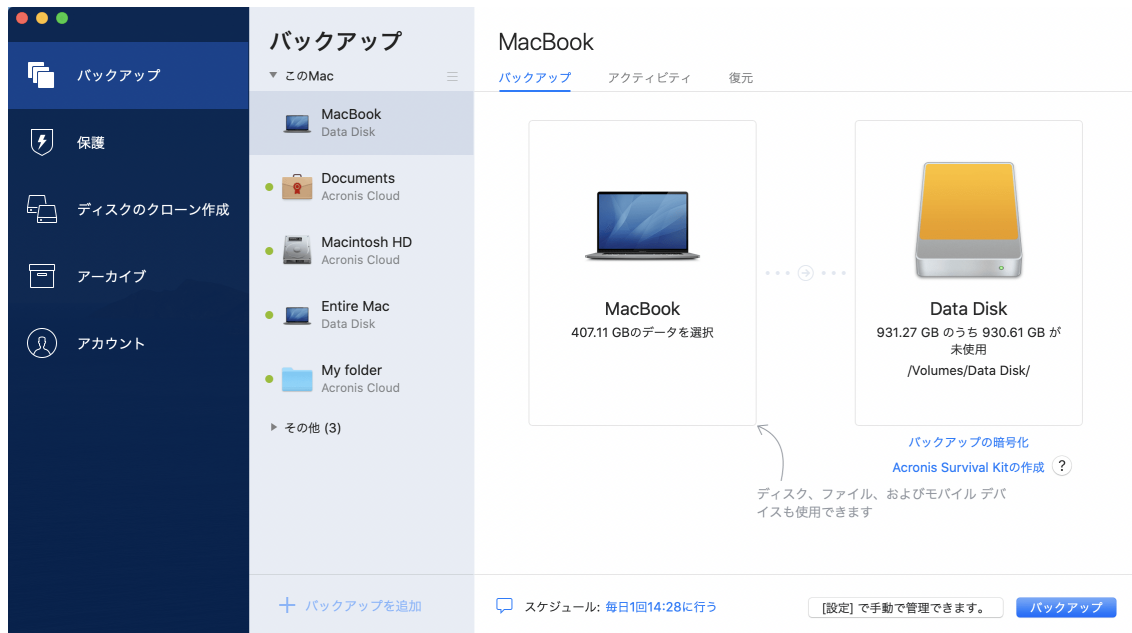 バックアップ
保護
ディスクのクローン作成
アーカイブ
アカウント
バックアップ
このMac
MacBook
Data Disk
Documents
Acronis Cloud
Macintosh HD
Acronis Cloud
Entire Mac
Data Disk
My folder
Acronis Cloud
その他 (3)
バックアップを追加
MacBook
バックアップ
アクティビティ
復元
MacBook
407.11 GBのデータを選択
Data Disk
931.27 GB のうち 930.61 GB が
未使用
/Volumes/Data Disk/
バックアップの暗号化
Acronis Survival Kitの作成 ?
ディスク、ファイル、およびモバイル デバ
イスも使用できます
スケジュール: 毎日1回14:28に行う
[設定] で手動で管理できます。
バックアップ